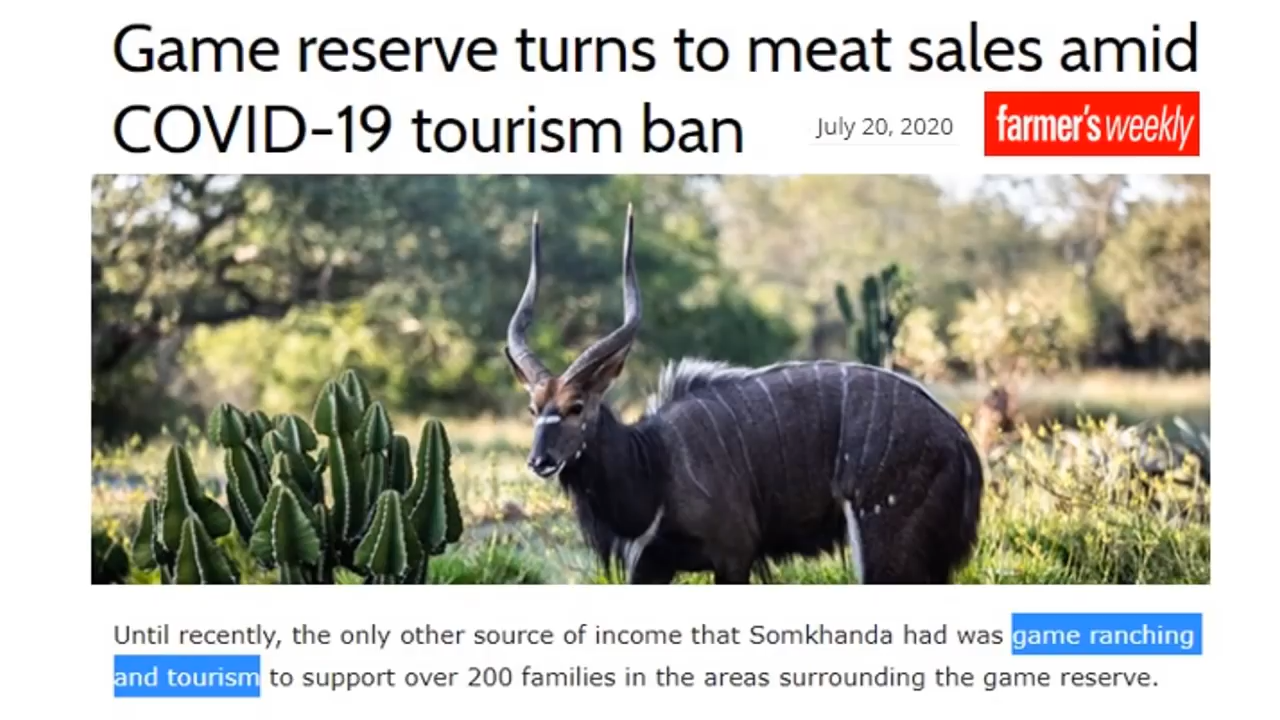 Game reserve turns to meat sales amid
COVID-19 tourism ban
July 20, 2020
farmer's weekly
Until recently, the only other source of income that Somkhanda had was game ranching
and tourism to support over 200 families in the areas surrounding the game reserve.